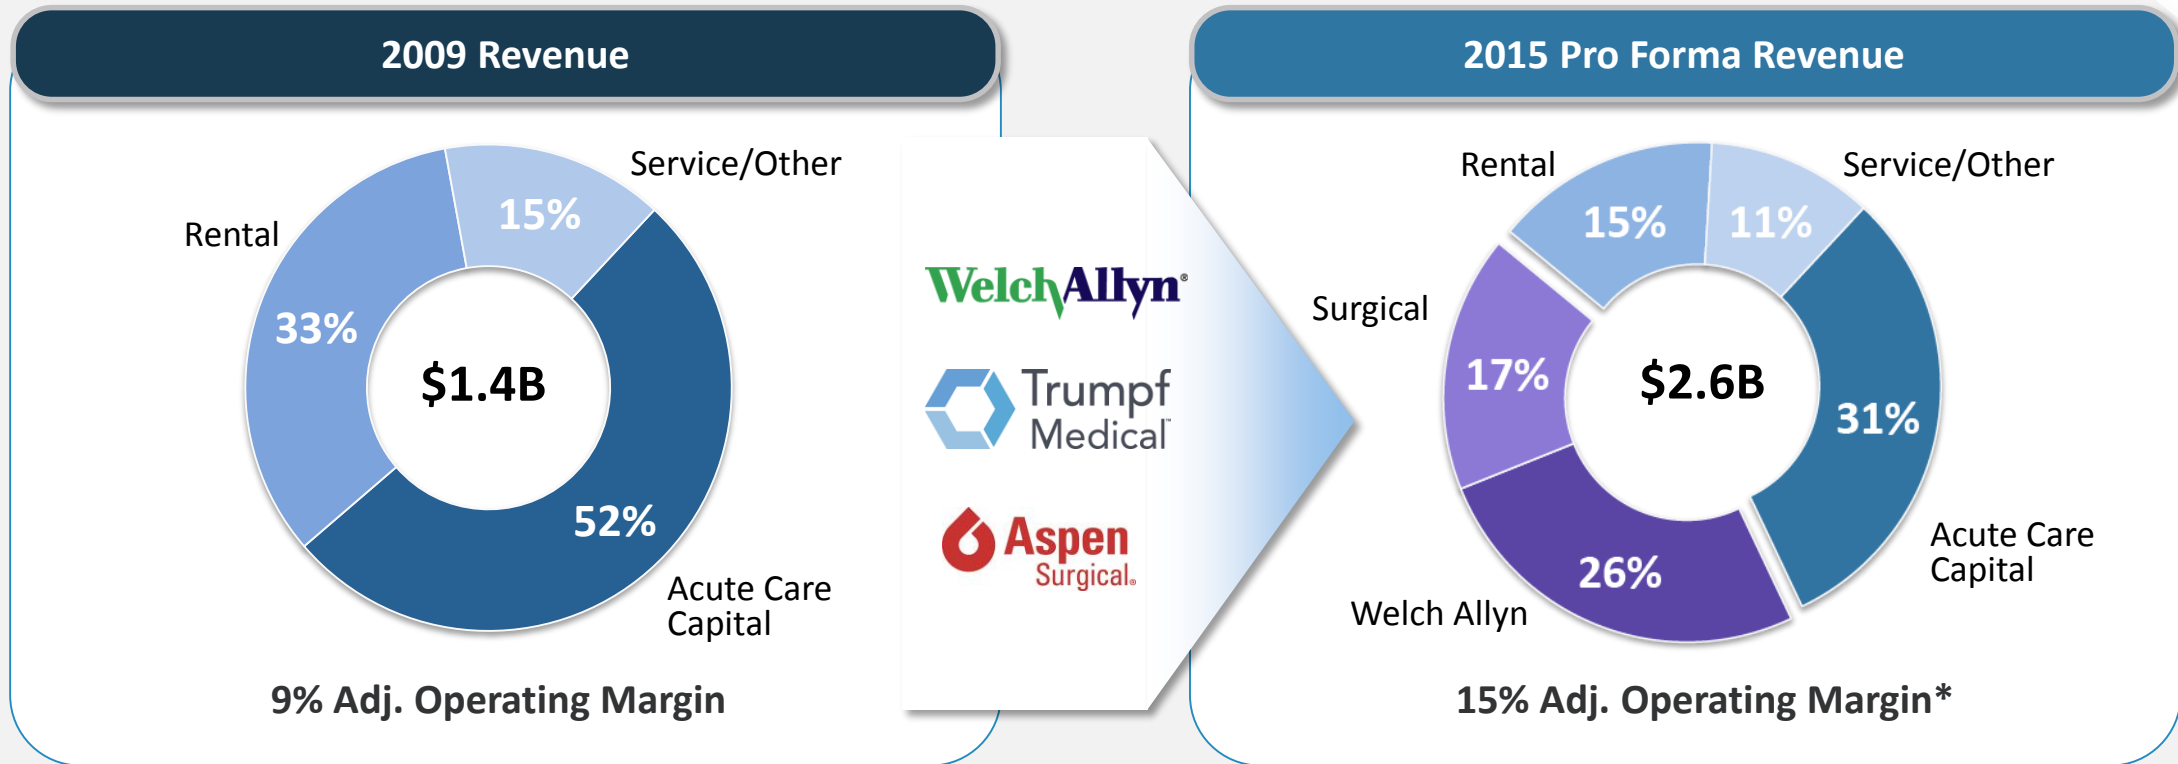 2009 Revenue
Service/Other
15%
Rental
33%
$1.4B
52%
Acute Care
Capital
9% Adj. Operating Margin
WelchAllyn®
Trumpf
Medical™
Aspen
Surgical®
2015 Pro Forma Revenue
Rental
Service/Other
15%
11%
Surgical
17%
$2.6B
31%
Acute Care
Capital
26%
Welch Allyn
15% Adj. Operating Margin*